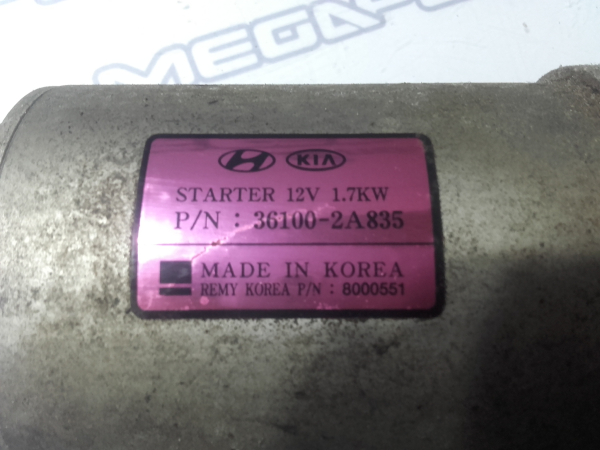 KIA
STARTER 12V 1.7KW
P/N : 36100-2A835
MADE IN KOREA
REMY KOREA P/N : 8000551